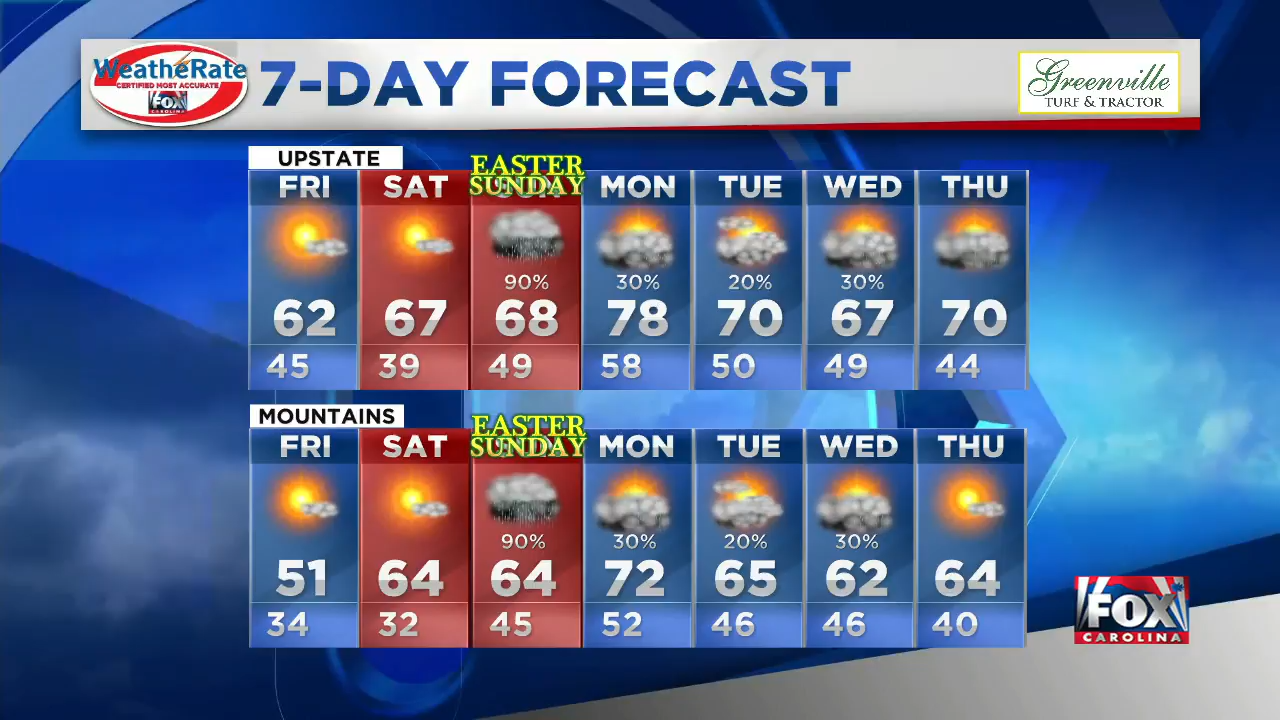 WeatheRate
CERTIFIED MOST ACCURATE
FOX
CAROLINA
7-DAY FORECAST
Greenville
TURF & TRACTOR
UPSTATE
EASTER
FRI SAT SUNDAY MON TUE WED THU
90% 30% 20% 30%
62 67 68 78 70 67 70
45 39 49 58 50 49 44
MOUNTAINS
EASTER
FRI SAT SUNDAY MON TUE WED THU
90% 30% 20% 30%
51 64 64 72 65 62 64
34 32 45 52 46 46 40
FOX
CAROLINA